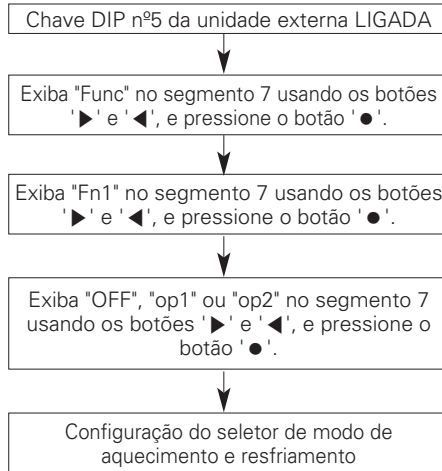 Chave DIP nº5 da unidade externa LIGADA
Exiba "Func" no segmento 7 usando os botões
'▶' e '◀', e pressione o botão '●'.
Exiba "Fn1" no segmento 7 usando os botões
'▶' e '◀', e pressione o botão '●'.
Exiba "OFF", "op1" ou "op2" no segmento 7
usando os botões '▶' e '◀', e pressione o
botão '●'.
Configuração do seletor de modo de
aquecimento e resfriamento